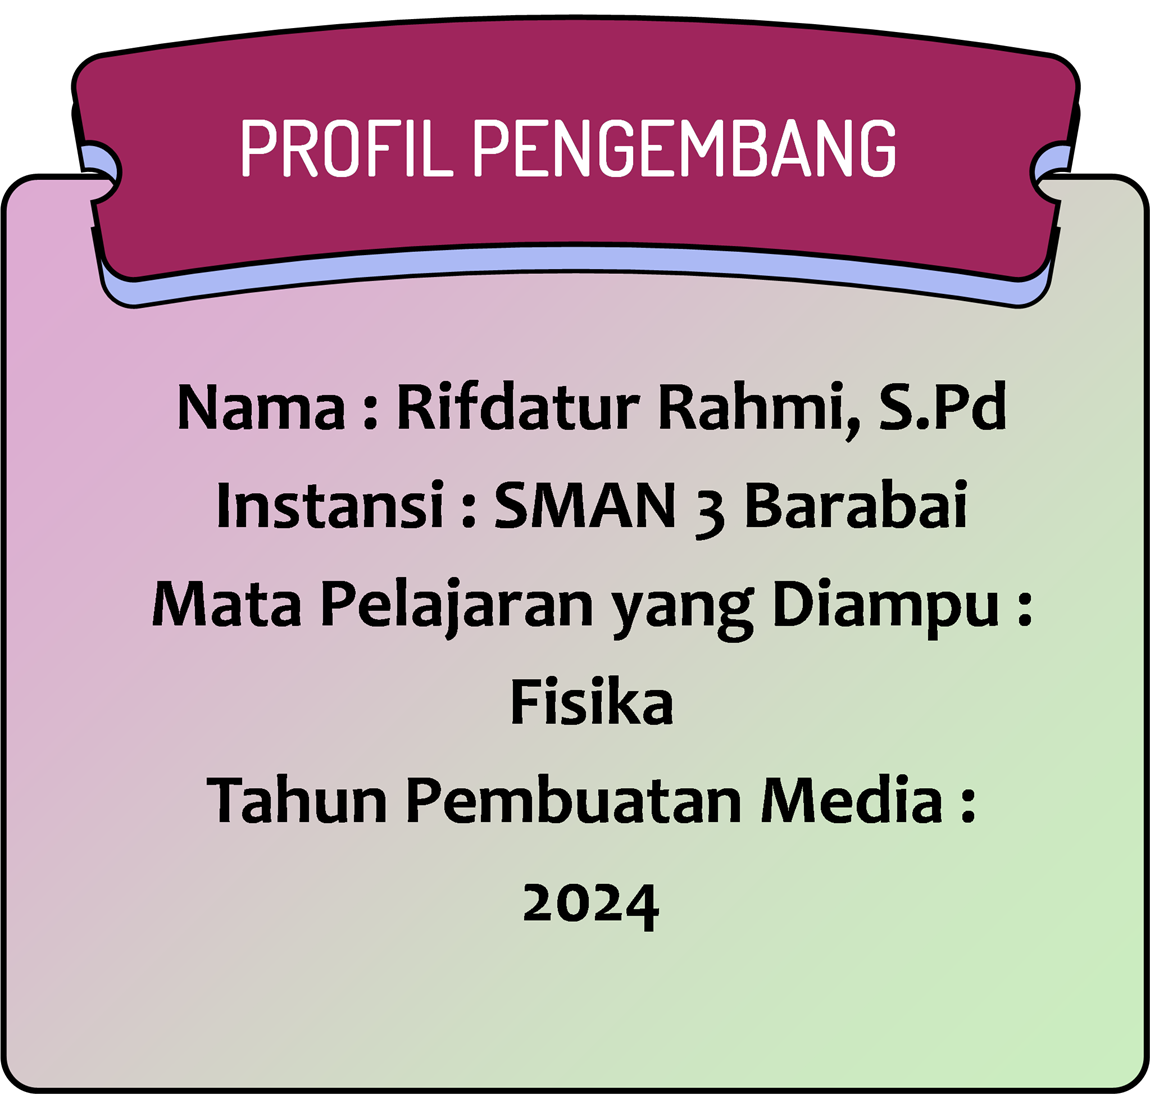 PROFIL PENGEMBANG
Nama : Rifdatur Rahmi, S.Pd
Instansi : SMAN 3 Barabai
Mata Pelajaran yang Diampu :
Fisika
Tahun Pembuatan Media :
2024